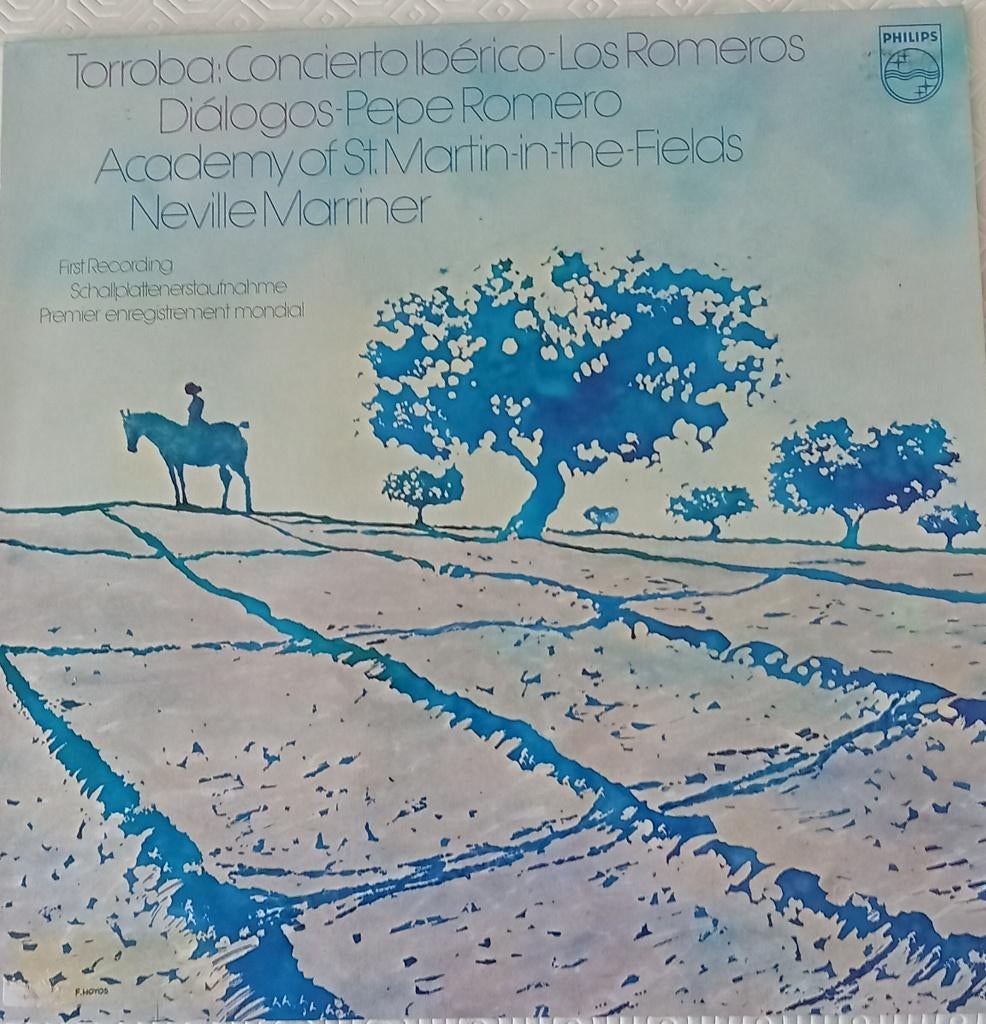 Torroba: Concierto Ibérico-Los Romeros
Diálogos-Pepe Romero
Academy of St. Martin-in-the-Fields
Neville Marriner
PHILIPS
First Recording
Schallplattenerstaufnahme
Premier enregistrement mondial
F. HOYOS